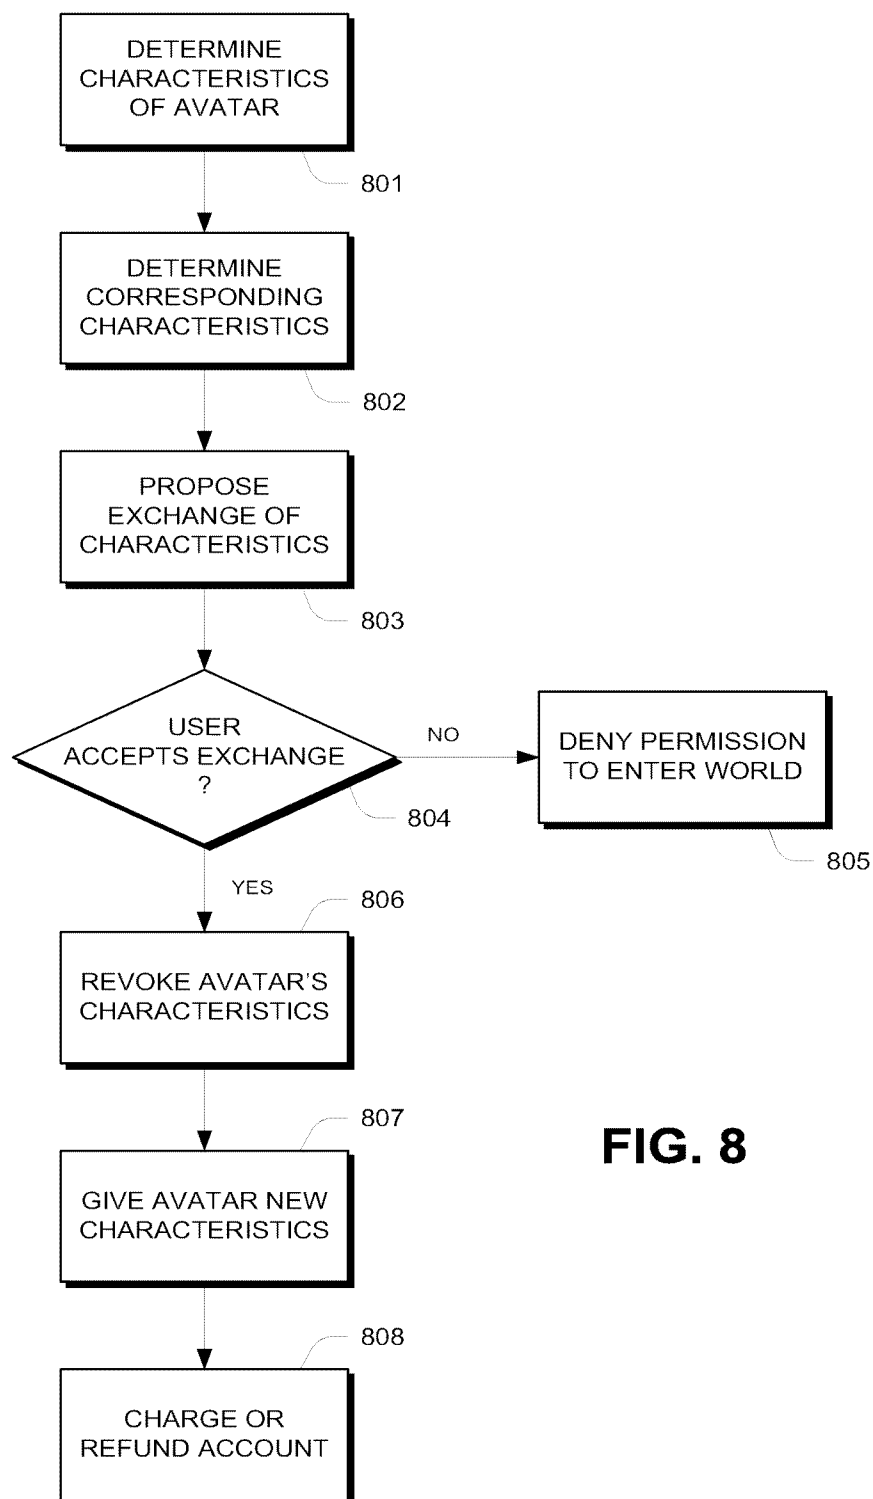 DETERMINE
CHARACTERISTICS
OF AVATAR
801
DETERMINE
CORRESPONDING
CHARACTERISTICS
802
PROPOSE
EXCHANGE OF
CHARACTERISTICS
803
USER
ACCEPTS EXCHANGE
?
804
NO
DENY PERMISSION
TO ENTER WORLD
805
YES
806
REVOKE AVATAR'S
CHARACTERISTICS
807
GIVE AVATAR NEW
CHARACTERISTICS
FIG. 8
808
CHARGE OR
REFUND ACCOUNT